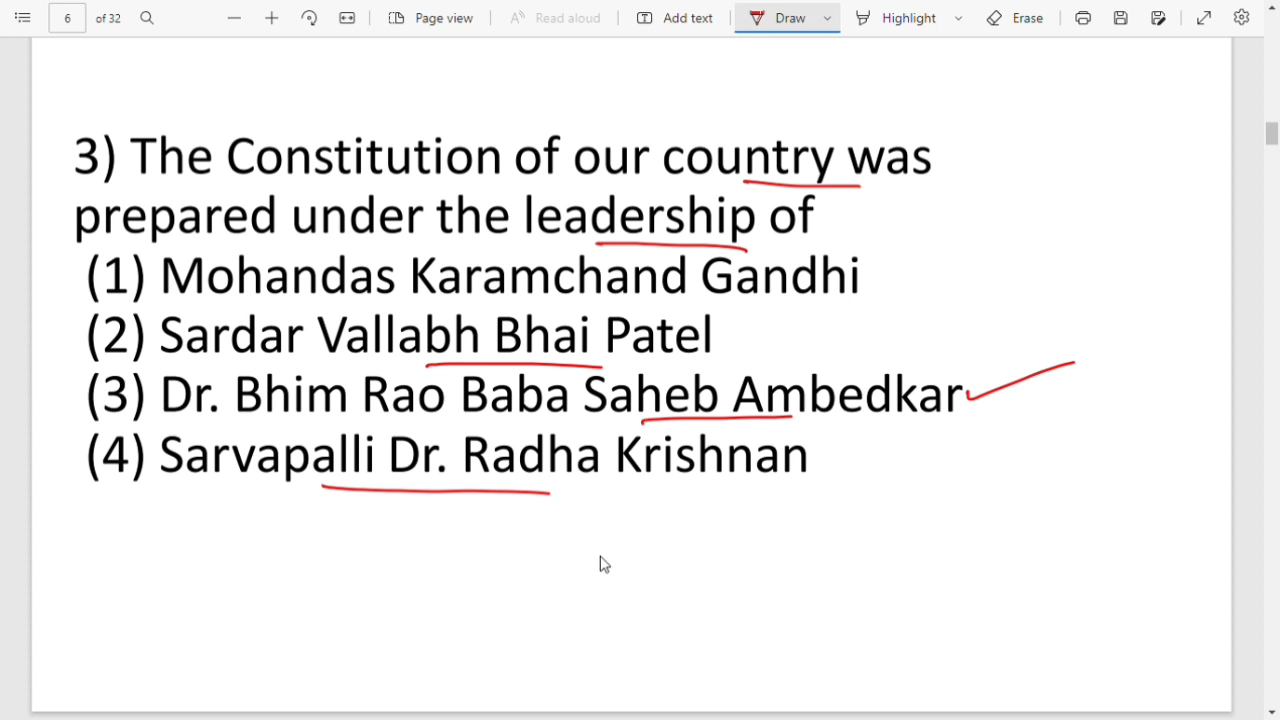 6 of 32 Page view Read aloud Add text Draw Highlight Erase
3) The Constitution of our country was
prepared under the leadership of
(1) Mohandas Karamchand Gandhi
(2) Sardar Vallabh Bhai Patel
(3) Dr. Bhim Rao Baba Saheb Ambedkar
(4) Sarvapalli Dr. Radha Krishnan